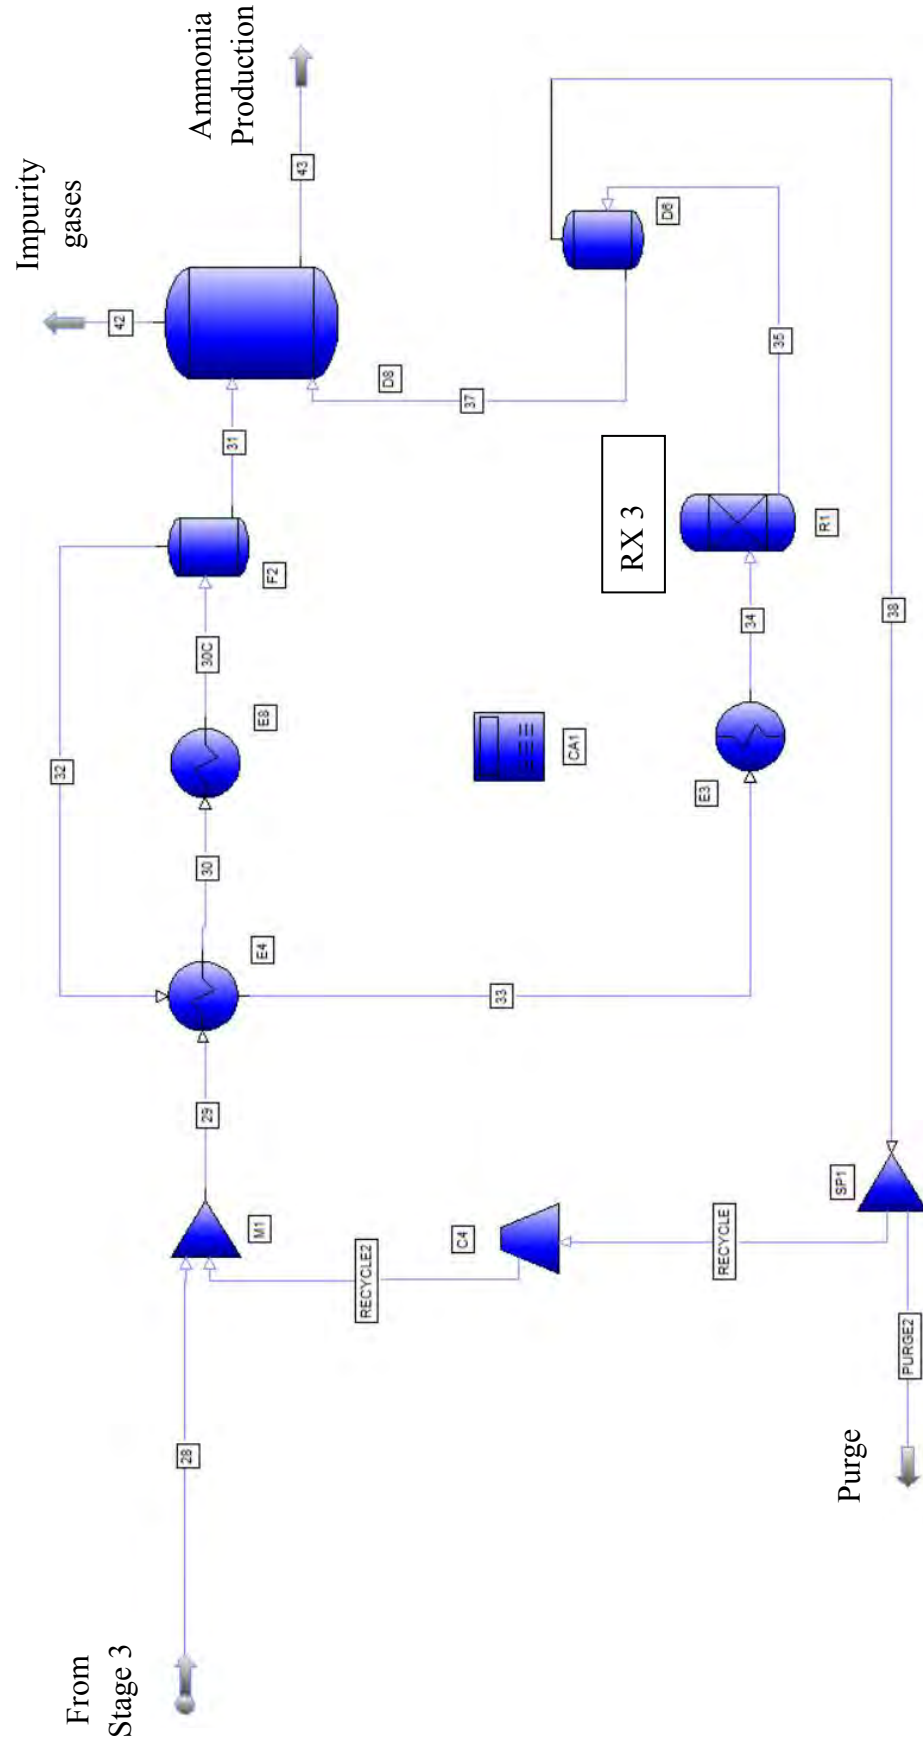 Impurity
gases
32
From
Stage 3
42
Ammonia
Production
28
29
30
30C
31
M1
E4
E8
F2
43
RECYCLE2
D8
C4
37
33
CA1
RX 3
D6
E3
RECYCLE
34
35
R1
SP1
Purge
38
PURGE2